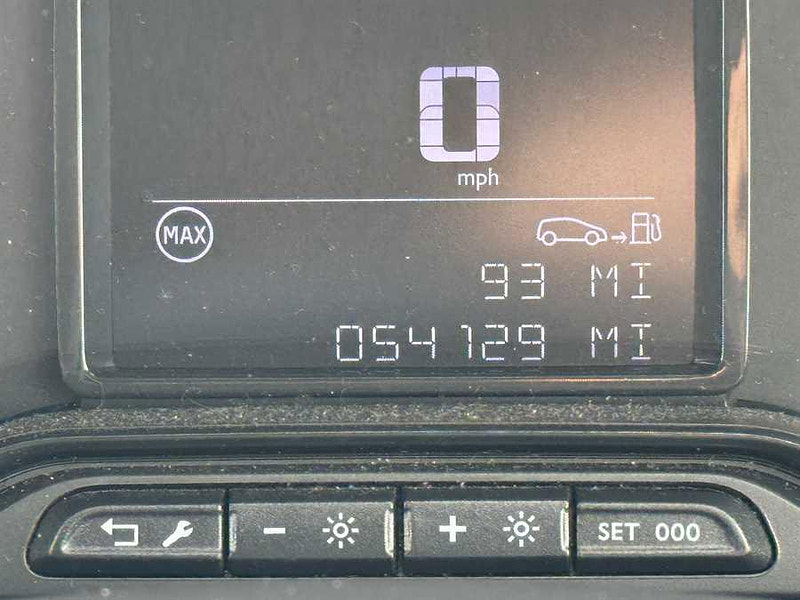 0
mph
MAX
93 MI
054129 MI
- + SET 000